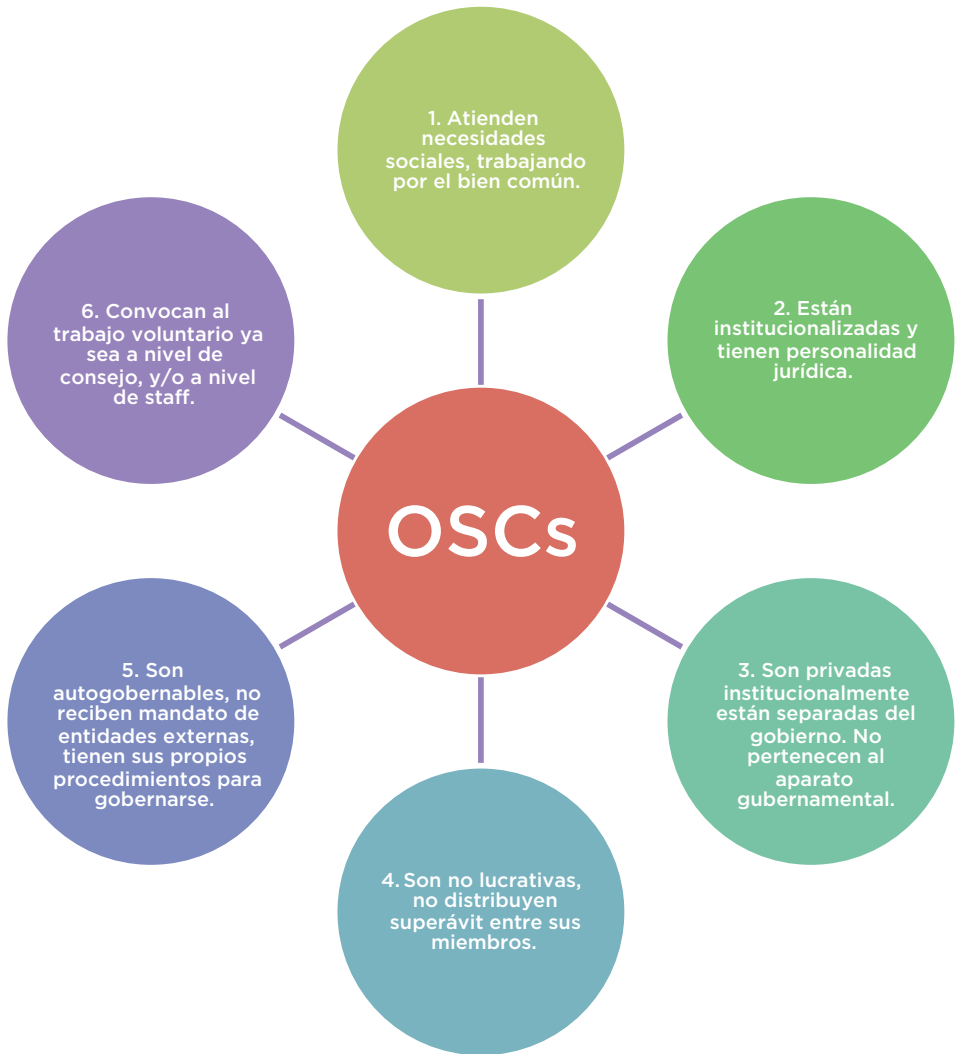 1. Atienden
necesidades
sociales, trabajando
por el bien común.
2. Están
institucionalizadas y
tienen personalidad
jurídica.
3. Son privadas
institucionalmente
están separadas del
gobierno. No
pertenecen al
aparato
gubernamental.
4. Son no lucrativas,
no distribuyen
superávit entre sus
miembros.
5. Son
autogobernables, no
reciben mandato de
entidades externas,
tienen sus propios
procedimientos para
gobernarse.
6. Convocan al
trabajo voluntario ya
sea a nivel de
consejo, y/o a nivel
de staff.
OSCs